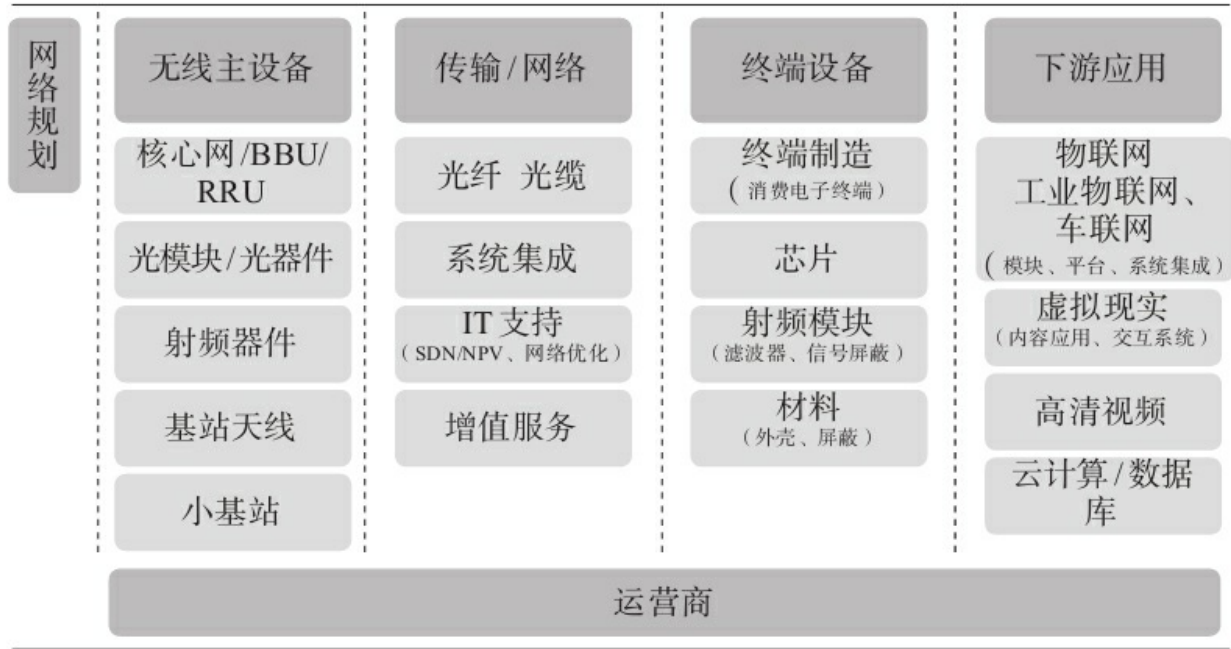 网络规划
无线主设备
核心网/BBU/
RRU
光模块/光器件
射频器件
基站天线
小基站
传输/网络
光纤 光缆
系统集成
IT 支持
(SDN/NPV、网络优化)
增值服务
终端设备
终端制造
(消费电子终端)
芯片
射频模块
(滤波器、信号屏蔽)
材料
(外壳、屏蔽)
下游应用
物联网
工业物联网、
车联网
(模块、平台、系统集成)
虚拟现实
(内容应用、交互系统)
高清视频
云计算/数据
库
运营商